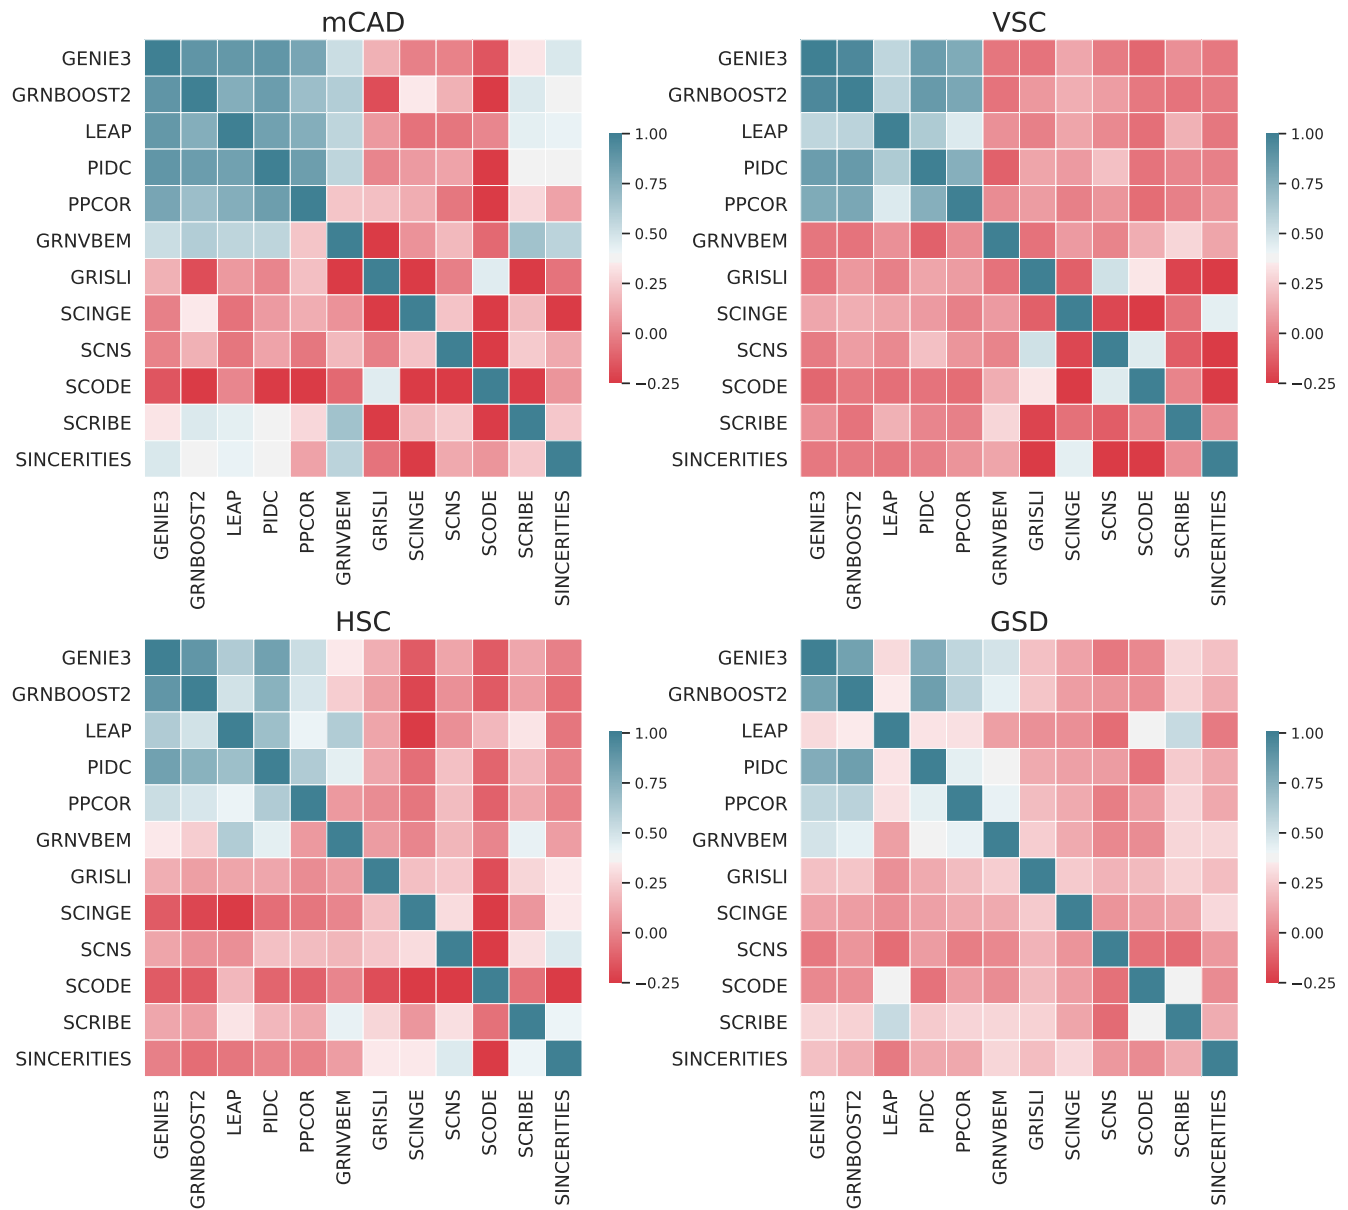 mCAD
GENIE3
GRNBOOST2
LEAP
PIDC
PPCOR
GRNVBEM
GRISLI
SCINGE
SCNS
SCODE
SCRIBE
SINCERITIES
GENIE3
GRNBOOST2
LEAP
PIDC
PPCOR
GRNVBEM
GRISLI
SCINGE
SCNS
SCODE
SCRIBE
SINCERITIES
1.00
0.75
0.50
0.25
0.00
−0.25
VSC
GENIE3
GRNBOOST2
LEAP
PIDC
PPCOR
GRNVBEM
GRISLI
SCINGE
SCNS
SCODE
SCRIBE
SINCERITIES
GENIE3
GRNBOOST2
LEAP
PIDC
PPCOR
GRNVBEM
GRISLI
SCINGE
SCNS
SCODE
SCRIBE
SINCERITIES
1.00
0.75
0.50
0.25
0.00
−0.25
HSC
GENIE3
GRNBOOST2
LEAP
PIDC
PPCOR
GRNVBEM
GRISLI
SCINGE
SCNS
SCODE
SCRIBE
SINCERITIES
GENIE3
GRNBOOST2
LEAP
PIDC
PPCOR
GRNVBEM
GRISLI
SCINGE
SCNS
SCODE
SCRIBE
SINCERITIES
1.00
0.75
0.50
0.25
0.00
−0.25
GSD
GENIE3
GRNBOOST2
LEAP
PIDC
PPCOR
GRNVBEM
GRISLI
SCINGE
SCNS
SCODE
SCRIBE
SINCERITIES
GENIE3
GRNBOOST2
LEAP
PIDC
PPCOR
GRNVBEM
GRISLI
SCINGE
SCNS
SCODE
SCRIBE
SINCERITIES
1.00
0.75
0.50
0.25
0.00
−0.25